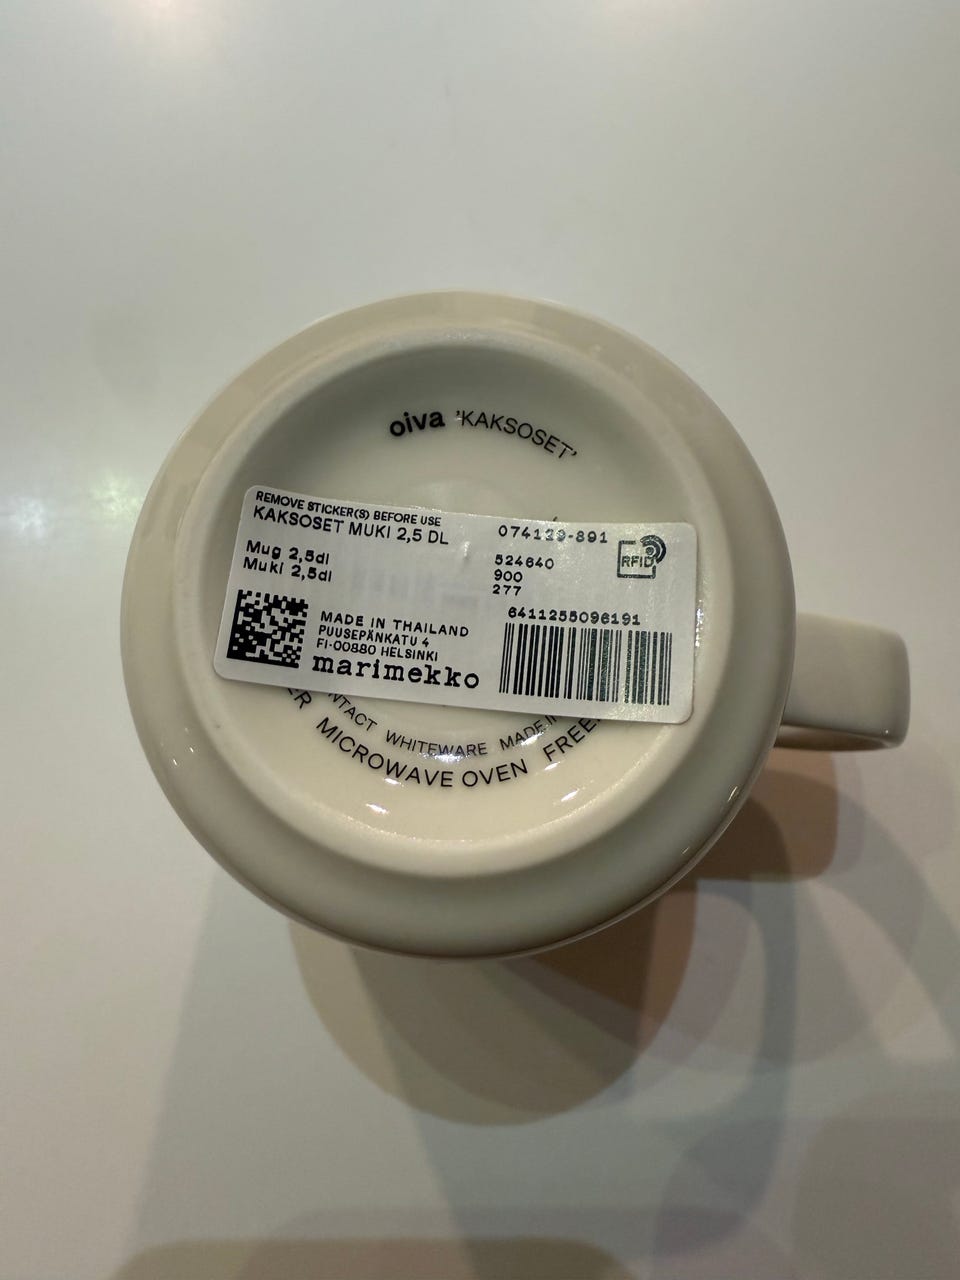 oiva 'KAKSOSET'
REMOVE STICKER(S) BEFORE USE
KAKSOSET MUKI 2,5 DL
074129-891
Mug 2,5dl
Muki 2,5dl
524640
900
277
RFID
6411255096191
MADE IN THAILAND
PUUSEPÄNKATU 4
FI-00880 HELSINKI
marimekko
WHITEWARE MADE
MICROWAVE OVEN